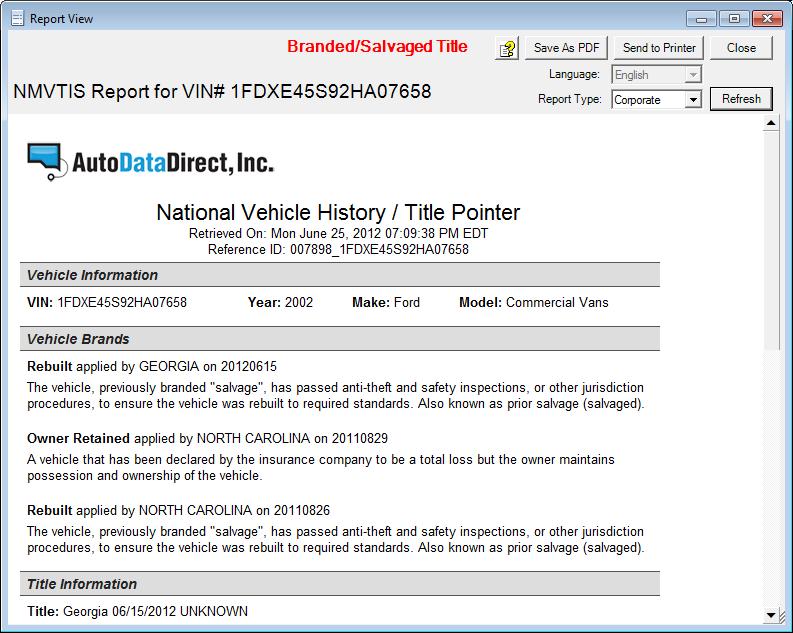 Report View
Branded/Salvaged Title
Save As PDF
Send to Printer
Close
Language:
English
NMVTIS Report for VIN# 1FDXE45S92HA07658
Report Type:
Corporate
Refresh
AutoDataDirect, Inc.
National Vehicle History / Title Pointer
Retrieved On: Mon June 25, 2012 07:09:38 PM EDT
Reference ID: 007898_1FDXE45S92HA07658
Vehicle Information
VIN: 1FDXE45S92HA07658 Year: 2002 Make: Ford Model: Commercial Vans
Vehicle Brands
Rebuilt applied by GEORGIA on 20120615
The vehicle, previously branded "salvage", has passed anti-theft and safety inspections, or other jurisdiction
procedures, to ensure the vehicle was rebuilt to required standards. Also known as prior salvage (salvaged).
Owner Retained applied by NORTH CAROLINA on 20110829
A vehicle that has been declared by the insurance company to be a total loss but the owner maintains
possession and ownership of the vehicle.
Rebuilt applied by NORTH CAROLINA on 20110826
The vehicle, previously branded "salvage", has passed anti-theft and safety inspections, or other jurisdiction
procedures, to ensure the vehicle was rebuilt to required standards. Also known as prior salvage (salvaged).
Title Information
Title: Georgia 06/15/2012 UNKNOWN